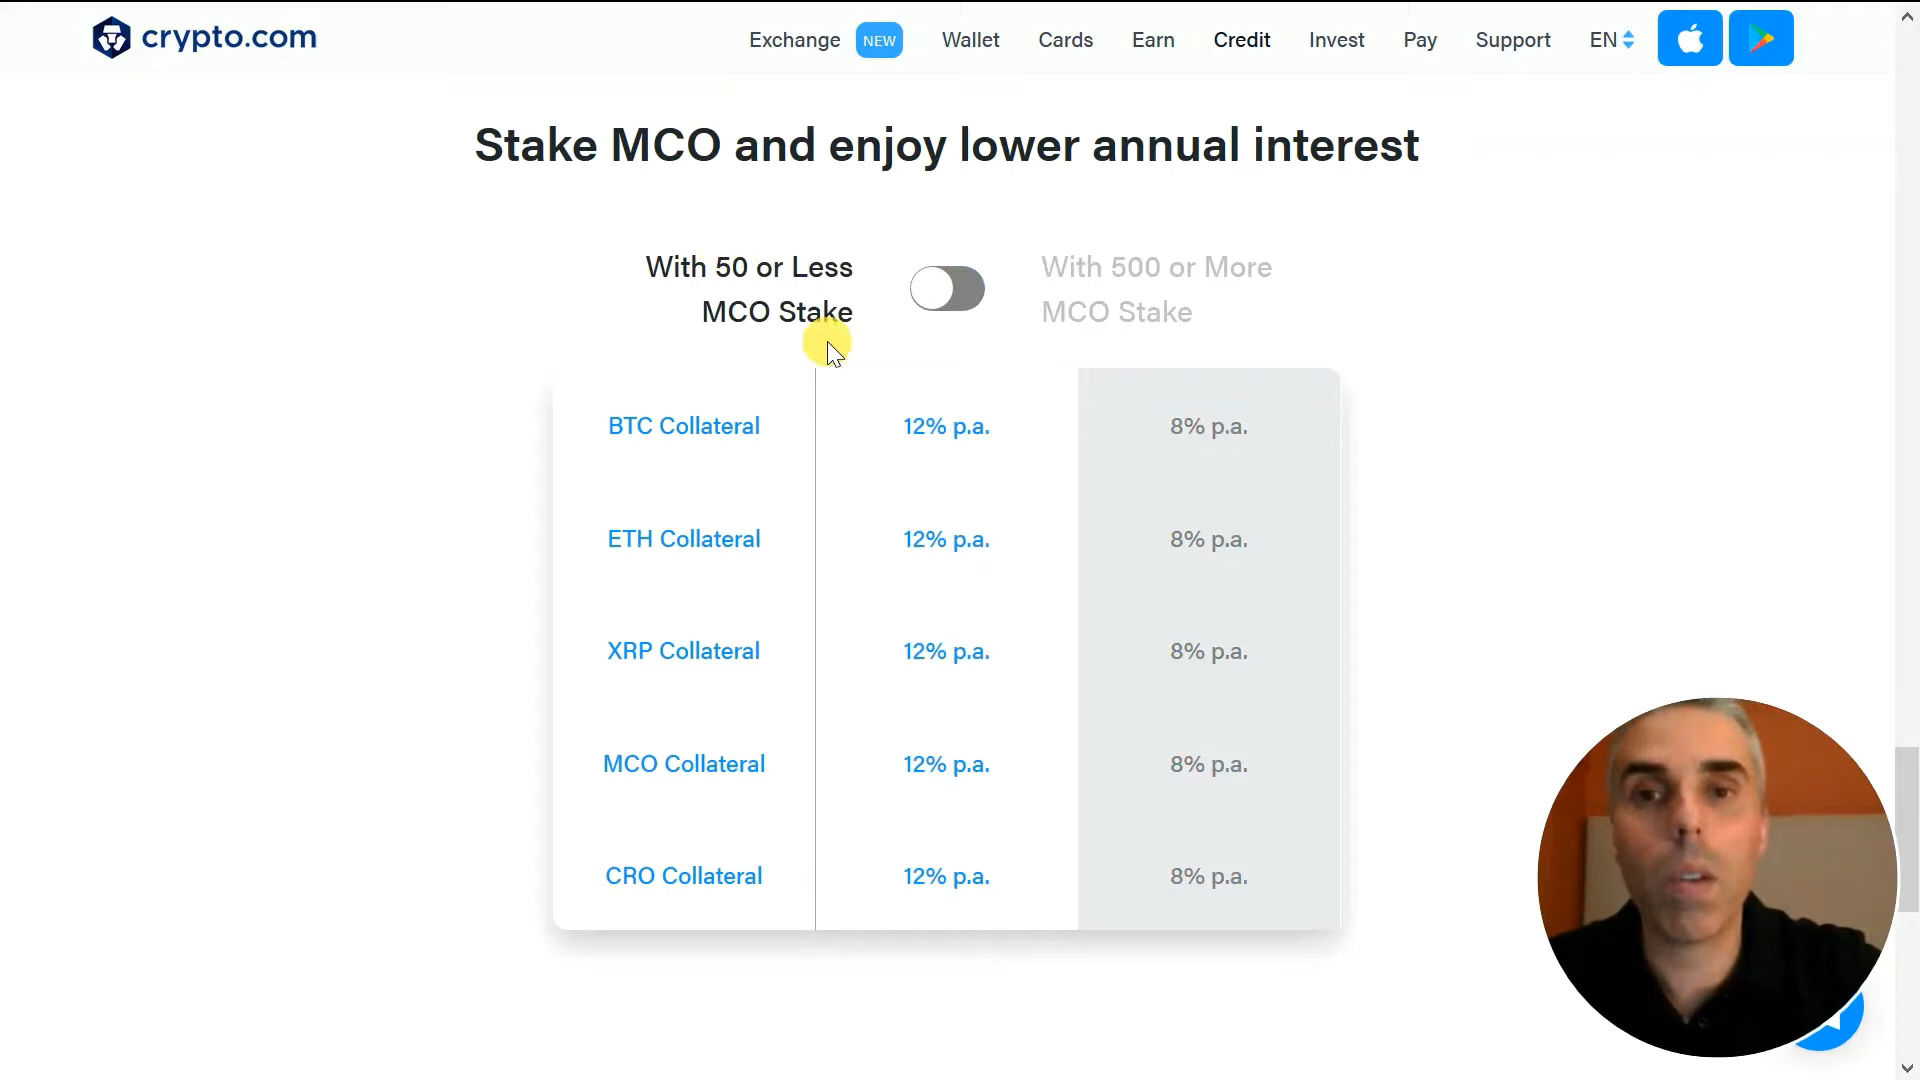 crypto.com
Exchange NEW Wallet Cards Earn Credit Invest Pay Support EN
Stake MCO and enjoy lower annual interest
With 50 or Less
MCO Stake
With 500 or More
MCO Stake
BTC Collateral 12% p.a. 8% p.a.
ETH Collateral 12% p.a. 8% p.a.
XRP Collateral 12% p.a. 8% p.a.
MCO Collateral 12% p.a. 8% p.a.
CRO Collateral 12% p.a. 8% p.a.